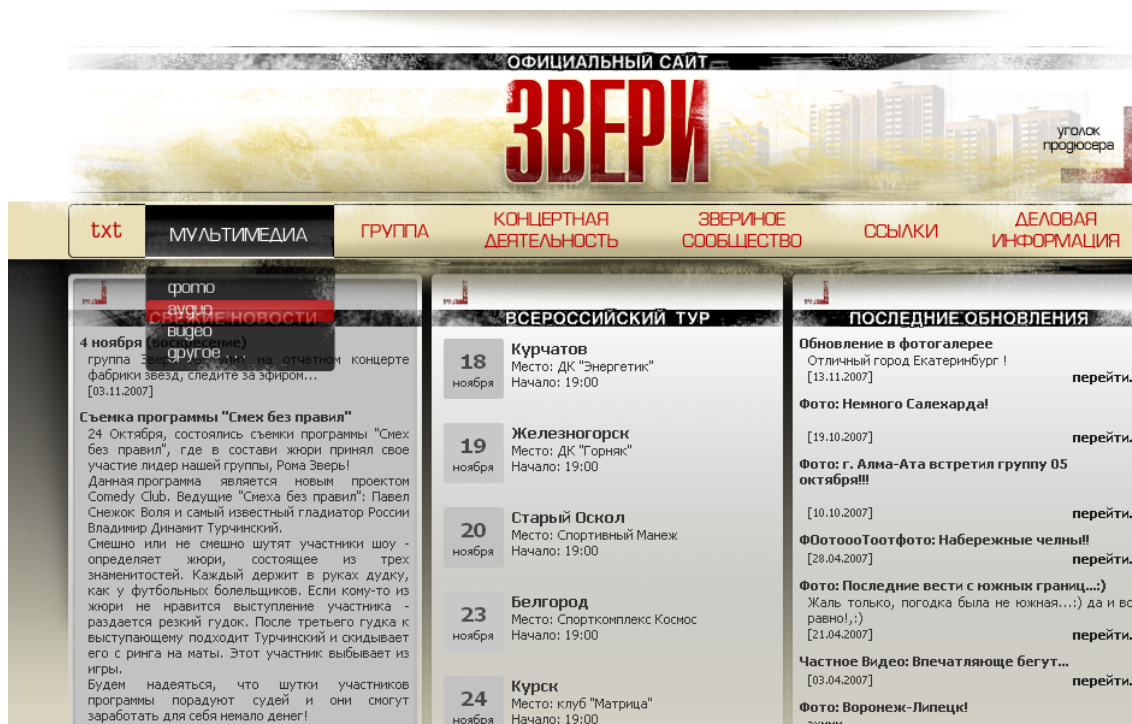 ОФИЦИАЛЬНЫЙ САЙТ
ЗВЕРИ
уголок
продюсера
txt
МУЛЬТИМЕДИА
ГРУППА
КОНЦЕРТНАЯ
ДЕЯТЕЛЬНОСТЬ
ЗВЕРИНОЕ
СООБЩЕСТВО
ССЫЛКИ
ДЕЛОВАЯ
ИНФОРМАЦИЯ
фото
аудио
видео
другое ...
СВЕЖИЕ НОВОСТИ
4 ноября (воскресение)
группа Звери выступит на отчетном концерте
фабрики звезд, следите за эфиром...
[03.11.2007]
Съемка программы "Смех без правил"
24 Октября, состоялись съемки программы "Смех
без правил", где в состави жюри принял свое
участие лидер нашей группы, Рома Зверь!
Данная программа является новым проектом
Comedy Club. Ведущие "Смеха без правил": Павел
Снежок Воля и самый известный гладиатор России
Владимир Динамит Турчинский.
Смешно или не смешно шутят участники шоу -
определяет жюри, состоящее из трех
знаменитостей. Каждый держит в руках дудку,
как у футбольных болельщиков. Если кому-то из
жюри не нравится выступление участника -
раздается резкий гудок. После третьего гудка к
выступающему подходит Турчинский и скидывает
его с ринга на маты. Этот участник выбывает из
игры.
Будем надеяться, что шутки участников
программы порадуют судей и они смогут
заработать для себя немало денег!
ВСЕРОССИЙСКИЙ ТУР
18
ноября
Курчатов
Место: ДК "Энергетик"
Начало: 19:00
19
ноября
Железногорск
Место: ДК "Горняк"
Начало: 19:00
20
ноября
Старый Оскол
Место: Спортивный Манеж
Начало: 19:00
23
ноября
Белгород
Место: Спорткомплекс Космос
Начало: 19:00
24
ноября
Курск
Место: клуб "Матрица"
Начало: 19:00
ПОСЛЕДНИЕ ОБНОВЛЕНИЯ
Обновление в фотогалерее
Отличный город Екатеринбург !
[13.11.2007] перейти.
Фото: Немного Салехарда!
[19.10.2007] перейти.
Фото: г. Алма-Ата встретил группу 05
октября!!!
[10.10.2007] перейти.
ФОотоооТоотфото: Набережные челны!!
[28.04.2007] перейти.
Фото: Последние вести с южных границ...:)
Жаль только, погодка была не южная...:) да и вс
равно!,:)
[21.04.2007] перейти.
Частное Видео: Впечатляюще бегут...
[03.04.2007] перейти.
Фото: Воронеж-Липецк!